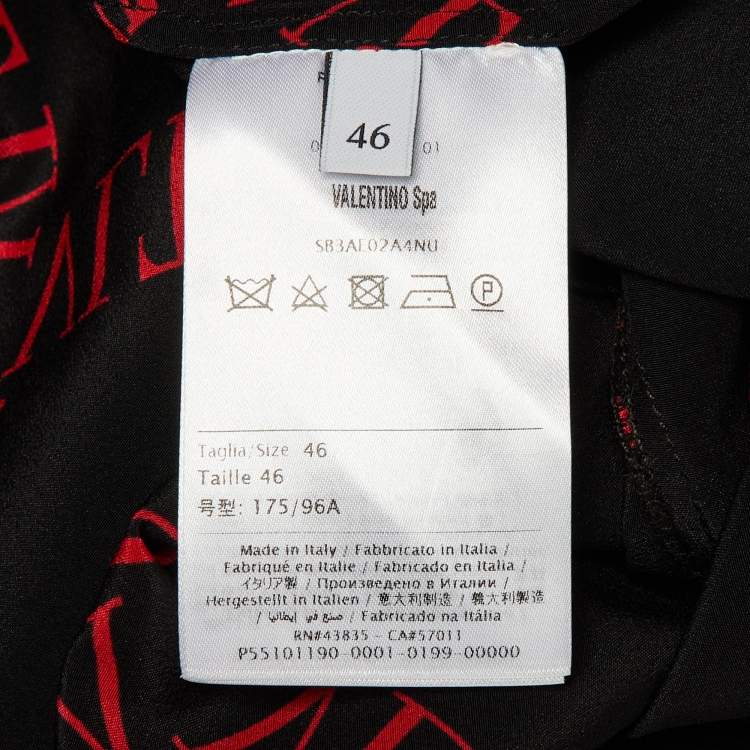 46
01
VALENTINO Spa
SB3AE02A4NU
P
Taglia/Size 46
Taille 46
号型: 175/96A
Made in Italy / Fabbricato in Italia /
Fabriqué en Italie / Fabricado en Italia /
イタリア製 / Произведено в Италии /
Hergestellt in Italien / 意大利制造 / 義大利製造
/ صنع في إيطاليا / Fabricado na Itália
RN#43835 - CA#57011
P55101190-0001-0199-00000